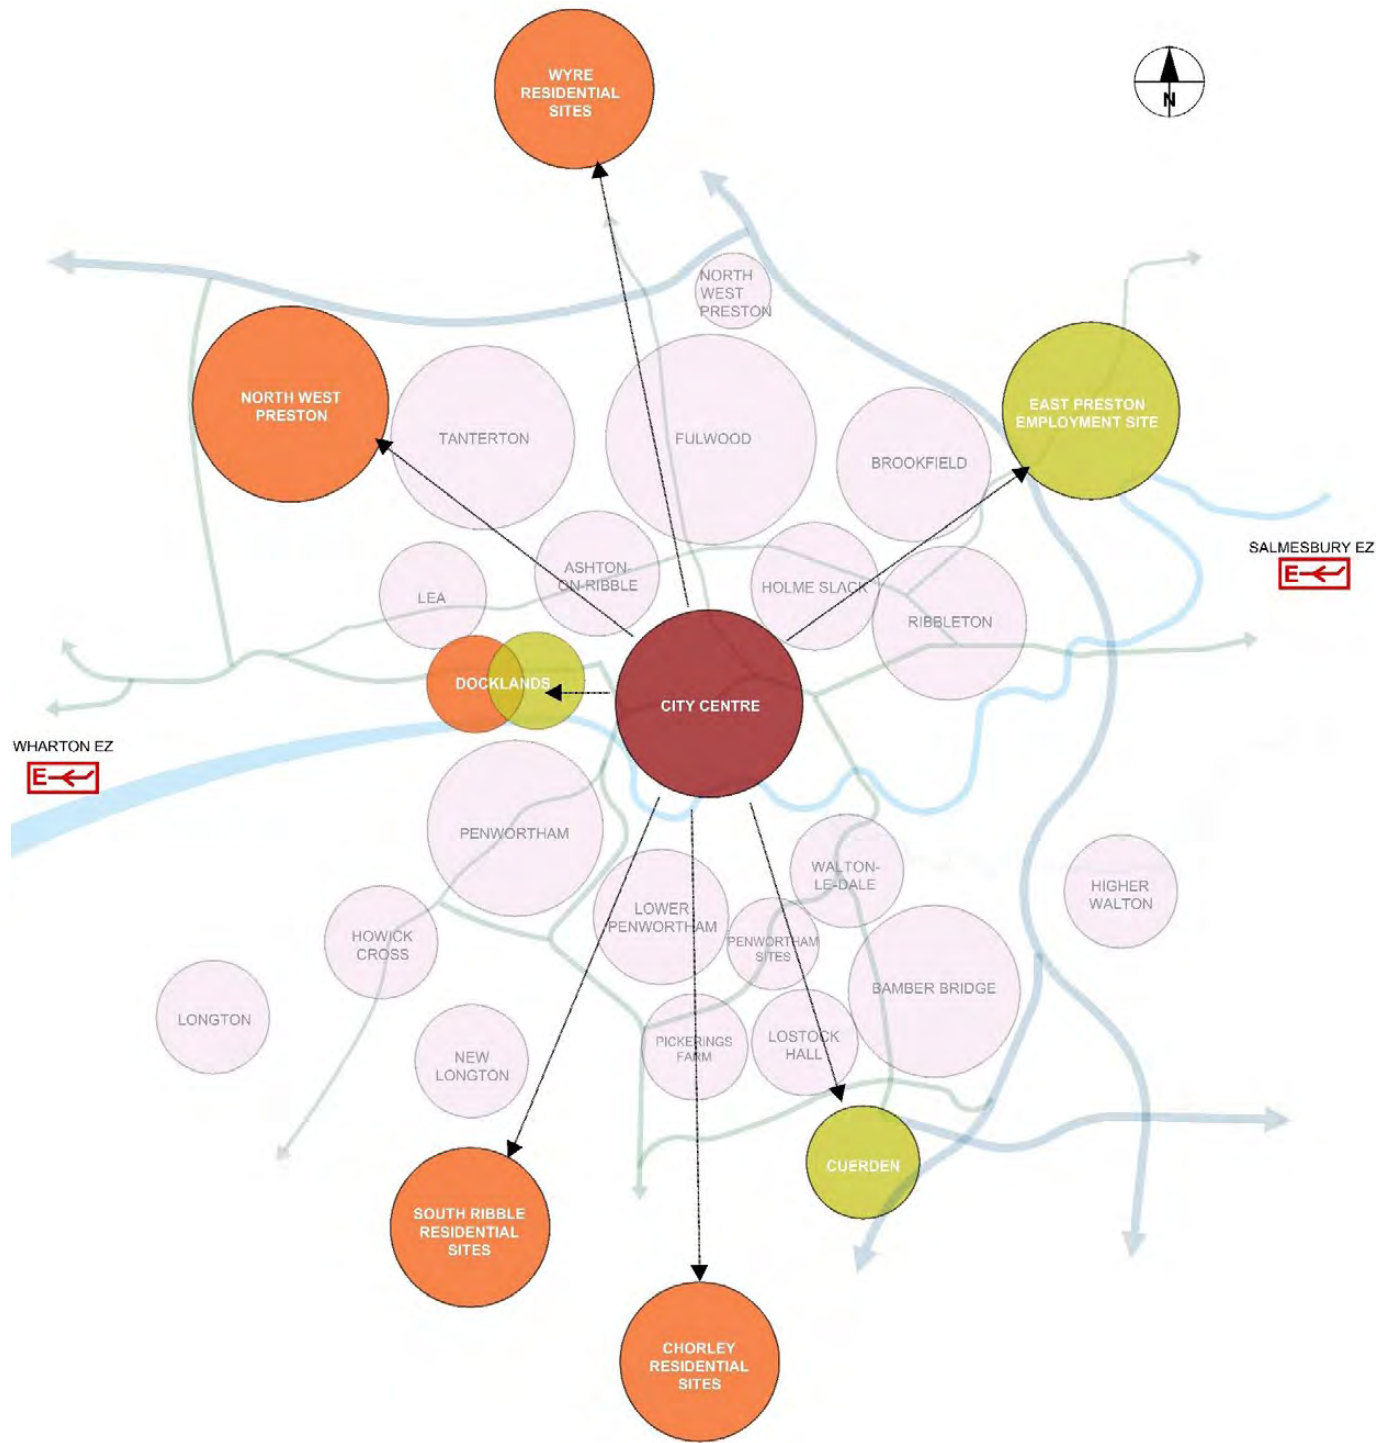 WYRE
RESIDENTIAL
SITES
N
NORTH
WEST
PRESTON
NORTH WEST
PRESTON
TANTERTON
FULWOOD
BROOKFIELD
EAST PRESTON
EMPLOYMENT SITE
SALMESBURY EZ
E
ASHTON-
ON-RIBBLE
HOLME SLACK
LEA
RIBBLETON
DOCKLANDS
CITY CENTRE
WHARTON EZ
E
PENWORTHAM
WALTON-
LE-DALE
HIGHER
WALTON
LOWER
PENWORTHAM
HOWICK
CROSS
PENWORTHAM
SITES
BAMBER BRIDGE
LONGTON
NEW
LONGTON
PICKERINGS
FARM
LOSTOCK
HALL
CUERDEN
SOUTH RIBBLE
RESIDENTIAL
SITES
CHORLEY
RESIDENTIAL
SITES